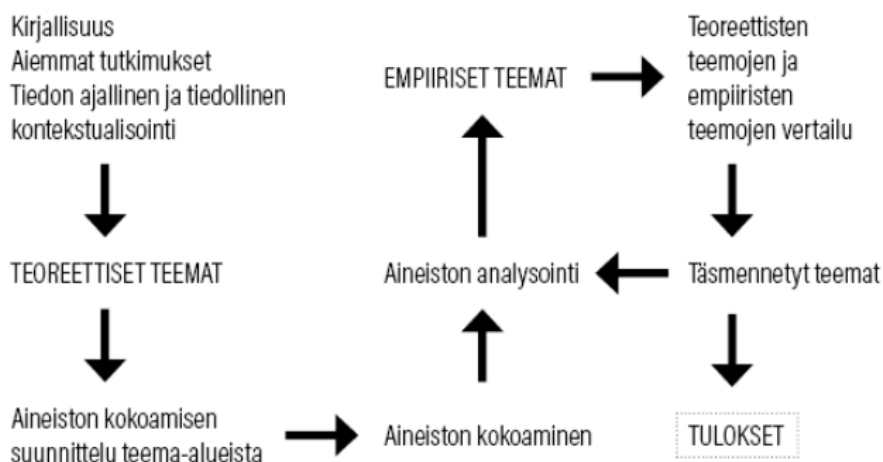 Kirjallisuus
Aiemmat tutkimukset
Tiedon ajallinen ja tiedollinen
kontekstualisointi
TEOREETTISET TEEMAT
Aineiston kokoamisen
suunnittelu teema-alueista
Aineiston kokoaminen
Aineiston analysointi
EMPIIRISET TEEMAT
Teoreettisten
teemojen ja
empiiristen
teemojen vertailu
Täsmennetyt teemat
TULOKSET